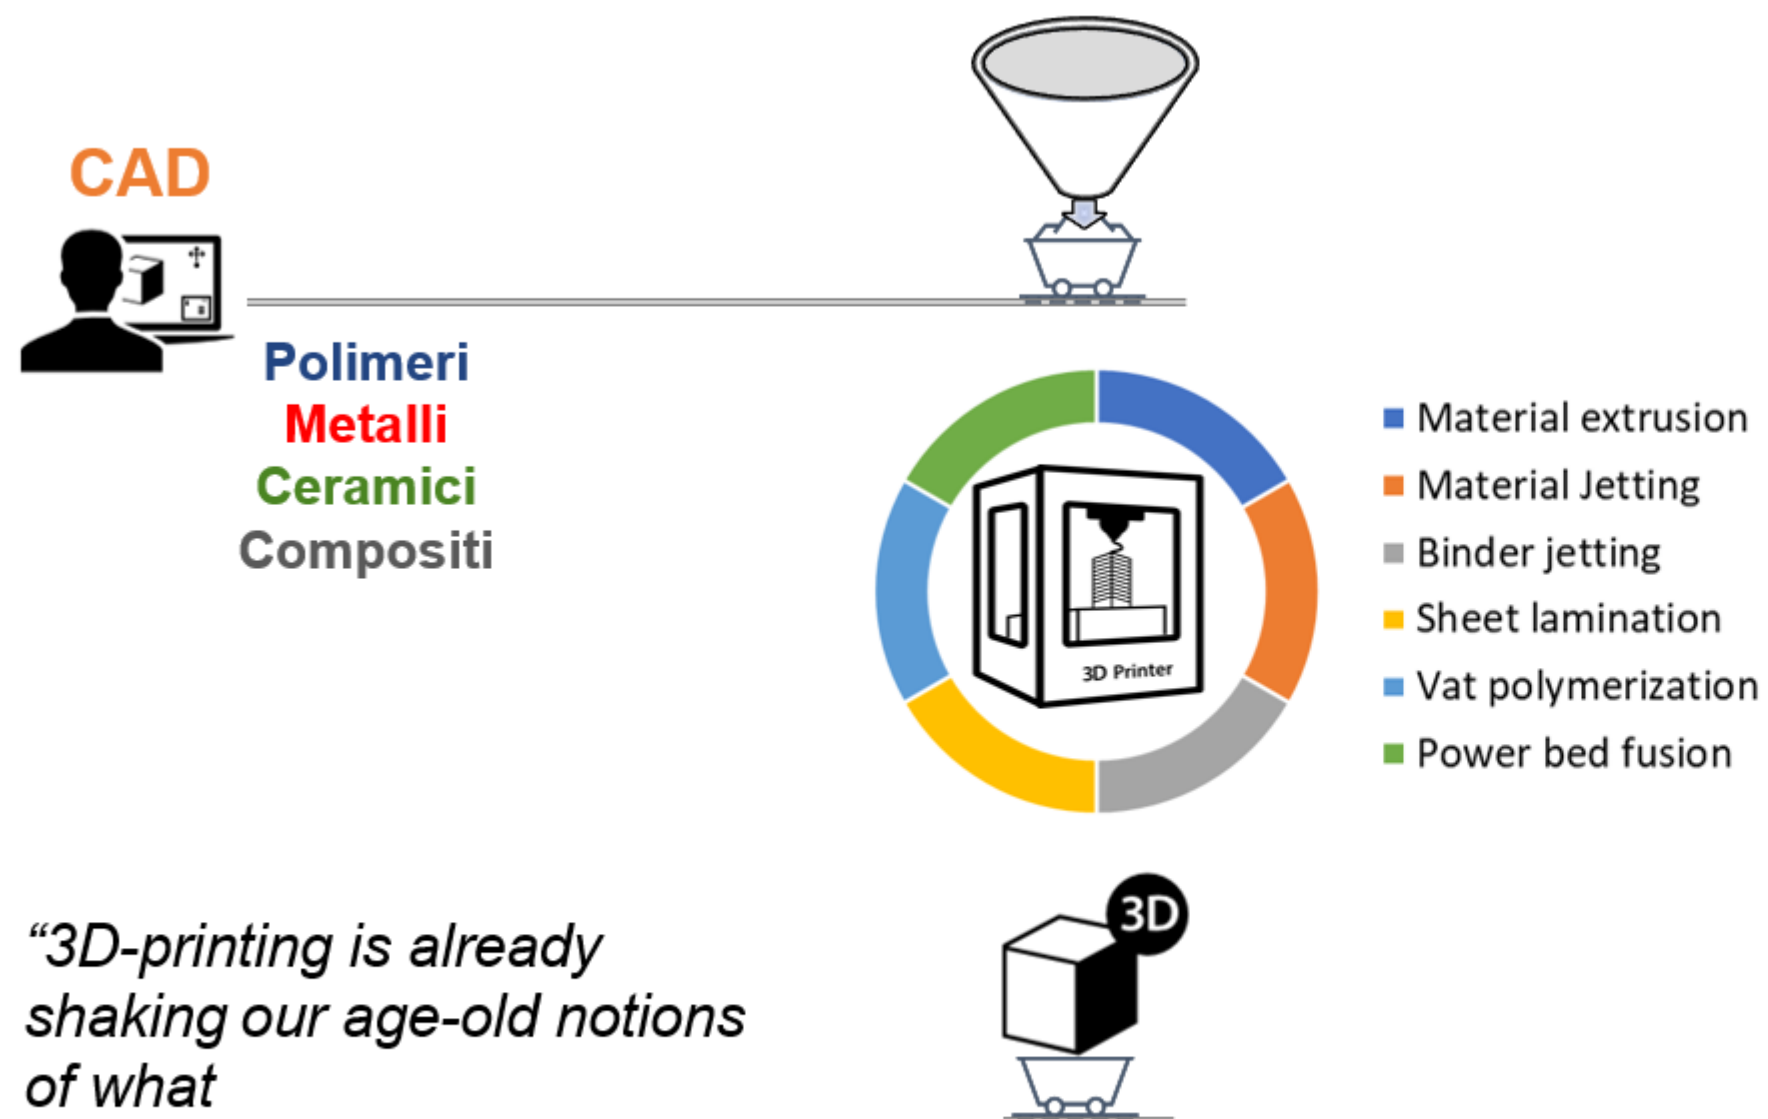 CAD
Polimeri
Metalli
Ceramici
Compositi
3D Printer
Material extrusion
Material Jetting
Binder jetting
Sheet lamination
Vat polymerization
Power bed fusion
3D
“3D-printing is already
shaking our age-old notions
of what